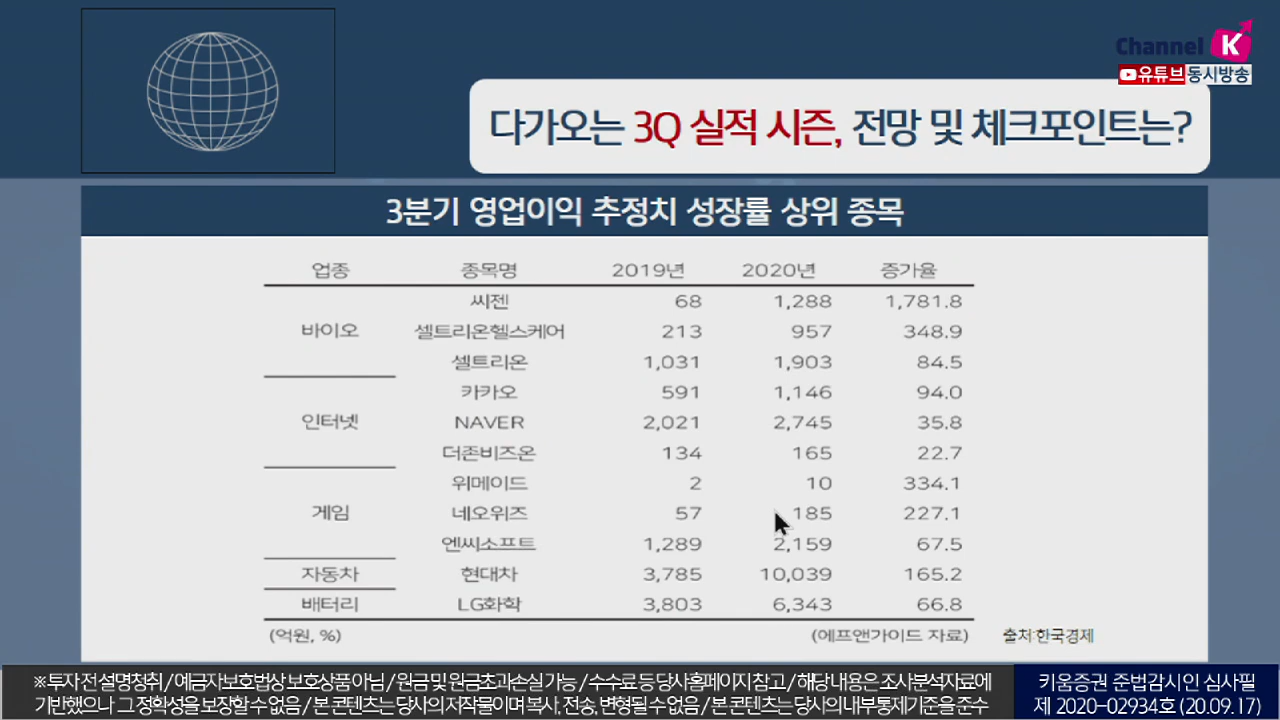 Channel K
유튜브동시방송
다가오는 3Q 실적 시즌, 전망 및 체크포인트는?
3분기 영업이익 추정치 성장률 상위 종목
업종 종목명 2019년 2020년 증가율
씨젠 68 1,288 1,781.8
바이오 셀트리온헬스케어 213 957 348.9
셀트리온 1,031 1,903 84.5
카카오 591 1,146 94.0
인터넷 NAVER 2,021 2,745 35.8
더존비즈온 134 165 22.7
위메이드 2 10 334.1
게임 네오위즈 57 185 227.1
엔씨소프트 1,289 2,159 67.5
자동차 현대차 3,785 10,039 165.2
배터리 LG화학 3,803 6,343 66.8
(억원, %) (에프앤가이드 자료) 출처:한국경제
※ 투자 전 설명청취 / 예금자보호법상 보호상품 아님 / 원금 및 원금초과손실 가능 / 수수료 등 당사홈페이지 참고 / 해당 내용은 조사분석자료에
기반했으나 그 정확성을 보장할 수 없음 / 본 콘텐츠는 당사의 저작물이며 복사, 전송, 변형될 수 없음 / 본 콘텐츠는 당사의 내부통제기준을 준수
키움증권 준법감시인 심사필
제 2020-02934호 (20.09.17)